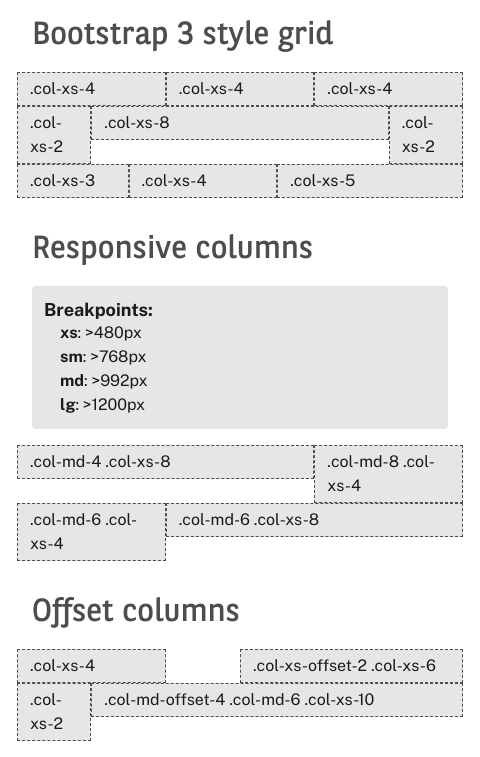 Bootstrap 3 style grid
.col-xs-4 .col-xs-4 .col-xs-4
.col-
xs-2
.col-xs-8
.col-
xs-2
.col-xs-3 .col-xs-4 .col-xs-5
Responsive columns
Breakpoints:
xs: >480px
sm: >768px
md: >992px
lg: >1200px
.col-md-4 .col-xs-8
.col-md-8 .col-
xs-4
.col-md-6 .col-
xs-4
.col-md-6 .col-xs-8
Offset columns
.col-xs-4 .col-xs-offset-2 .col-xs-6
.col-
xs-2
.col-md-offset-4 .col-md-6 .col-xs-10